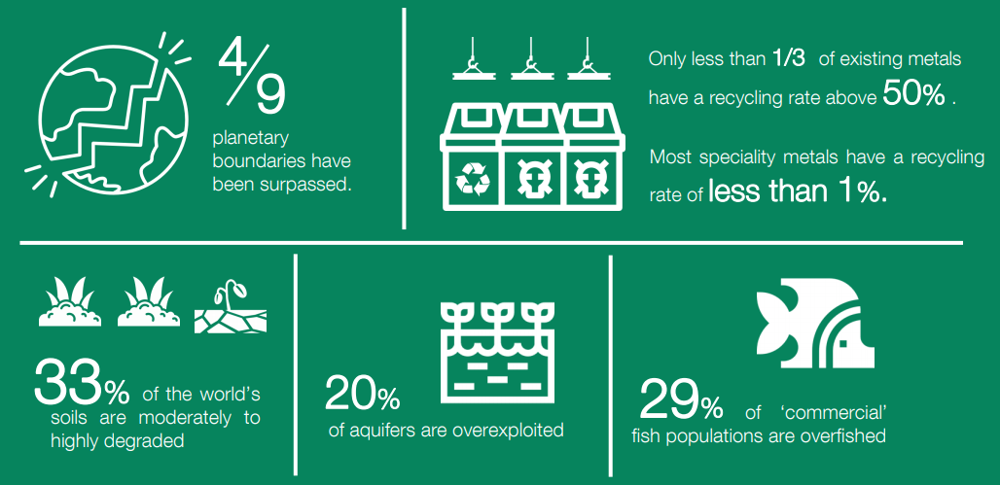 4/9
planetary
boundaries have
been surpassed.
Only less than 1/3 of existing metals
have a recycling rate above 50% .
Most speciality metals have a recycling
rate of less than 1%.
33% of the world's
soils are moderately to
highly degraded
20%
of aquifers are overexploited
29% of ‘commercial’
fish populations are overfished